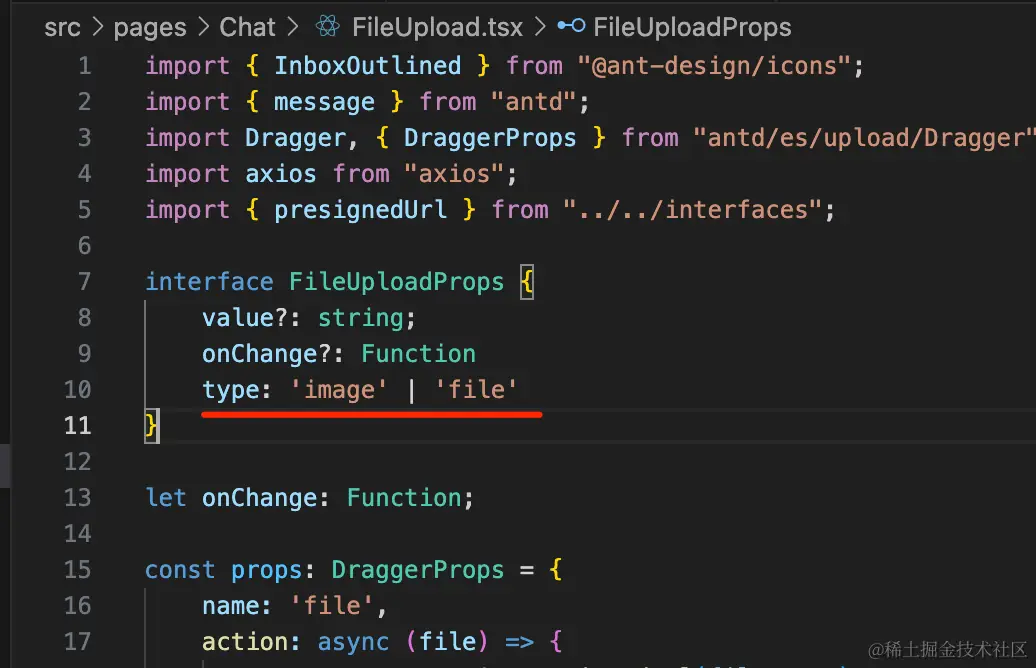 src > pages > Chat > FileUpload.tsx > FileUploadProps
1 import { InboxOutlined } from "@ant-design/icons";
2 import { message } from "antd";
3 import Dragger, { DraggerProps } from "antd/es/upload/Dragger"
4 import axios from "axios";
5 import { presignedUrl } from "../../interfaces";
6
7 interface FileUploadProps {
8 value?: string;
9 onChange?: Function
10 type: 'image' | 'file'
11 }
12
13 let onChange: Function;
14
15 const props: DraggerProps = {
16 name: 'file',
17 action: async (file) => {
@稀土掘金技术社区